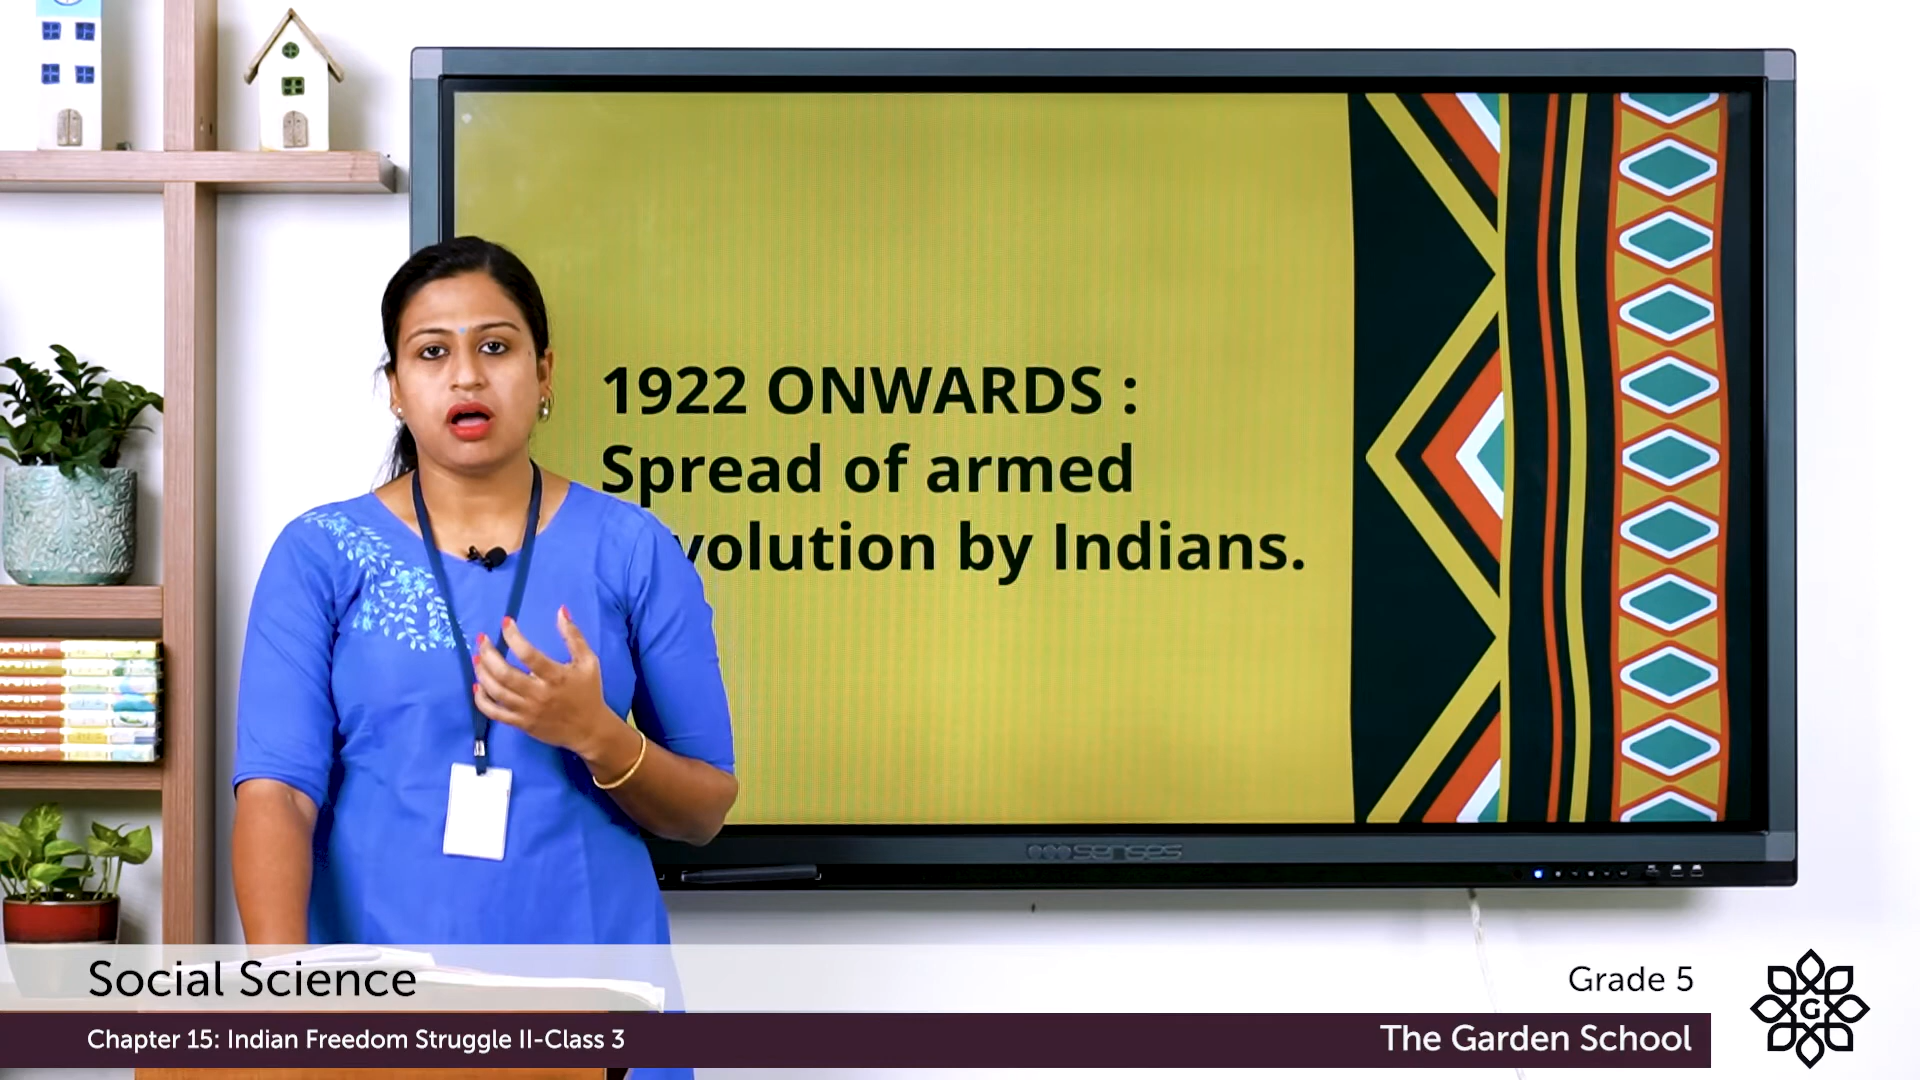 1922 ONWARDS :
Spread of armed
volution by Indians.
senses
Social Science
Grade 5
Chapter 15: Indian Freedom Struggle II-Class 3
The Garden School
G